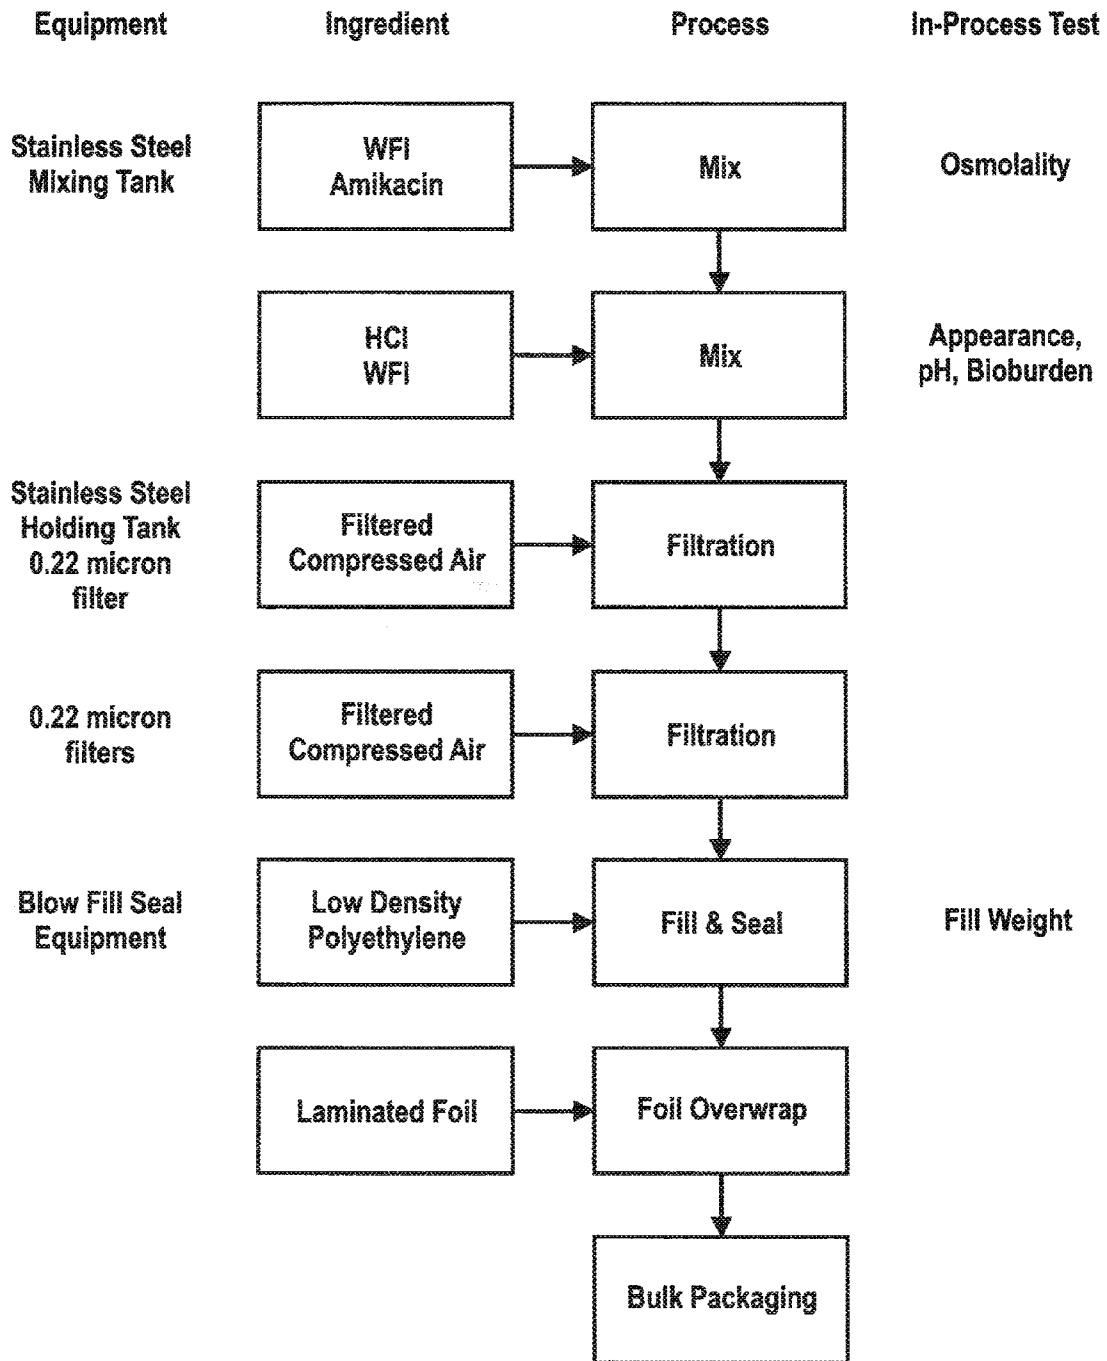 Equipment
Ingredient
Process
In-Process Test
Stainless Steel
Mixing Tank
WFI
Amikacin
Mix
Osmolality
HCl
WFI
Mix
Appearance,
pH, Bioburden
Stainless Steel
Holding Tank
0.22 micron
filter
Filtered
Compressed Air
Filtration
0.22 micron
filters
Filtered
Compressed Air
Filtration
Blow Fill Seal
Equipment
Low Density
Polyethylene
Fill & Seal
Fill Weight
Laminated Foil
Foil Overwrap
Bulk Packaging